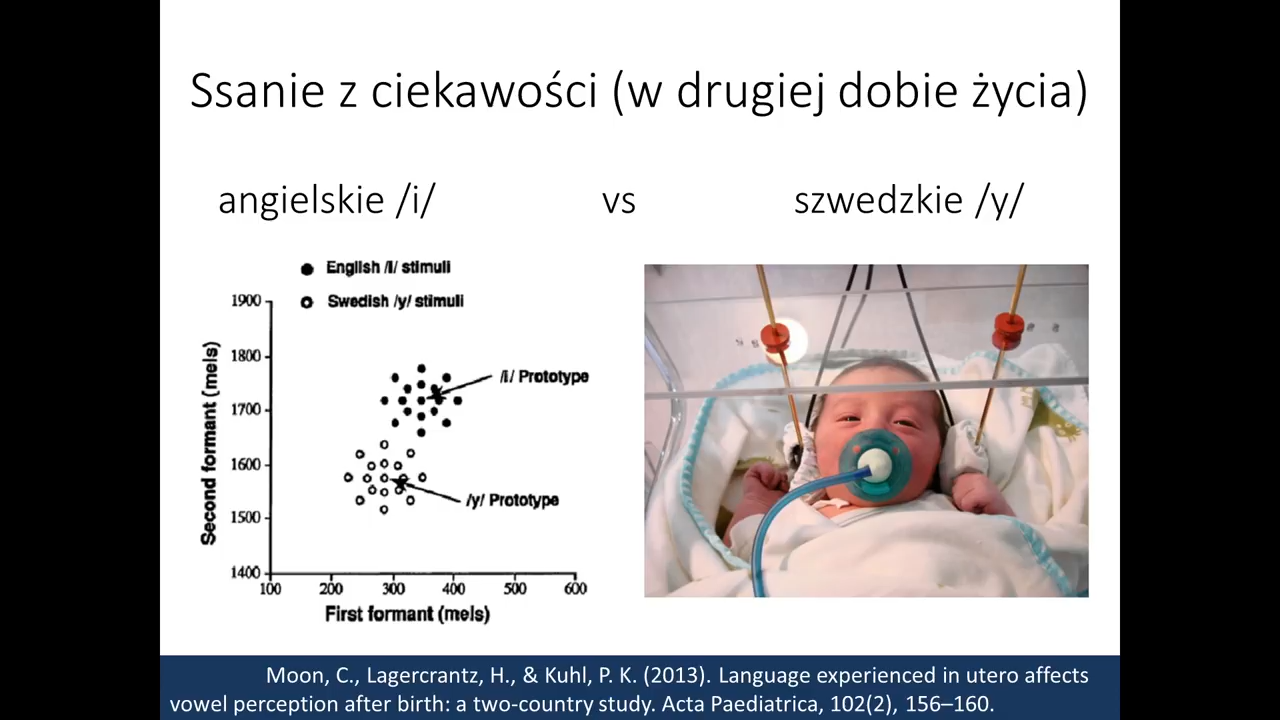 Ssanie z ciekawości (w drugiej dobie życia)
angielskie /i/ vs szwedzkie /y/
English /i/ stimuli
Swedish /y/ stimuli
1900
1800
/i/ Prototype
1700
1600
/y/ Prototype
1500
1400
Second formant (mels)
100 200 300 400 500 600
First formant (mels)
Moon, C., Lagercrantz, H., & Kuhl, P. K. (2013). Language experienced in utero affects
vowel perception after birth: a two-country study. Acta Paediatrica, 102(2), 156–160.